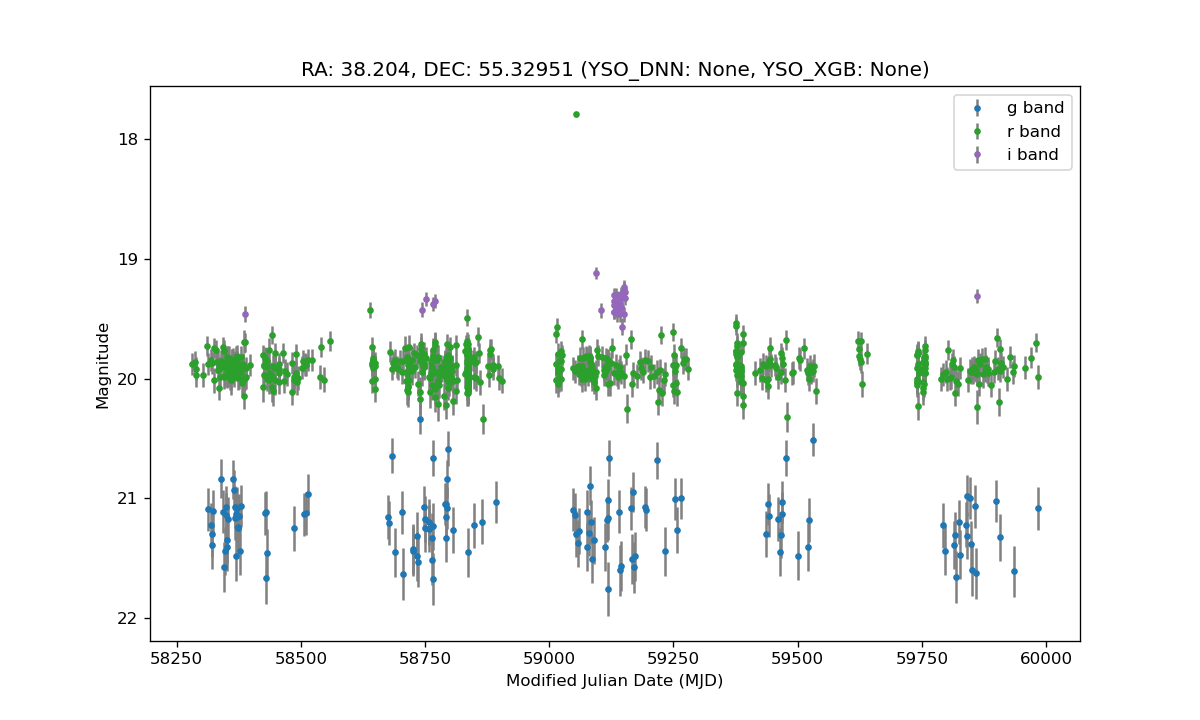 RA: 38.204, DEC: 55.32951 (YSO_DNN: None, YSO_XGB: None)
g band
r band
i band
18
19
20
21
22
Magnitude
58250 58500 58750 59000 59250 59500 59750 60000
Modified Julian Date (MJD)